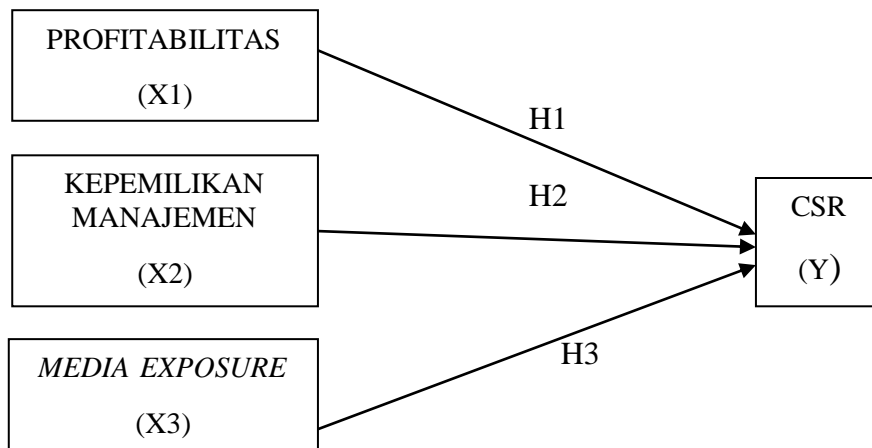 PROFITABILITAS
(X1)
H1
KEPEMILIKAN
MANAJEMEN
(X2)
H2
CSR
(Y)
MEDIA EXPOSURE
(X3)
H3